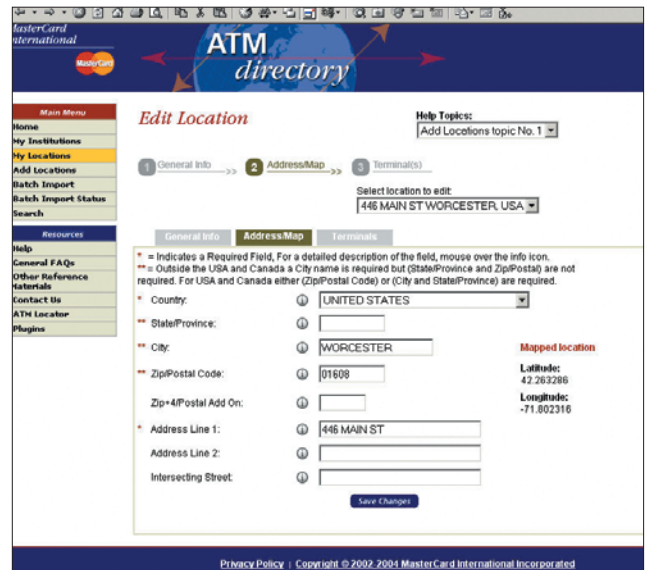 MasterCard
ATM
directory
Main Menu
Home
My Institutions
My Locations
Add Locations
Batch Import
Batch Import Status
Search
Resources
Help
General FAQs
Other Reference
Contact Us
ATM Locator
Plugins
Edit Location
Help Topics:
Add Locations topic No. 1
1 General Info >> 2 Address/Map >> 3 Terminal(s)
Select location to edit:
446 MAIN ST WORCESTER, USA
General Info Address/Map Terminals
* = Indicates a Required Field, For a detailed description of the field, mouse over the info icon.
** = Outside the USA and Canada a City name is required but (State/Province and Zip/Postal) are not
required. For USA and Canada either (Zip/Postal Code) or (City and State/Province) are required.
* Country: UNITED STATES
** State/Province:
** City: WORCESTER
Mapped location
** Zip/Postal Code: 01608
Latitude:
42.263286
Zip+4/Postal Add On:
Longitude:
-71.802316
* Address Line 1: 446 MAIN ST
Address Line 2:
Intersecting Street:
Save Changes
Privacy Policy | Copyright © 2002, 2004 MasterCard International Incorporated